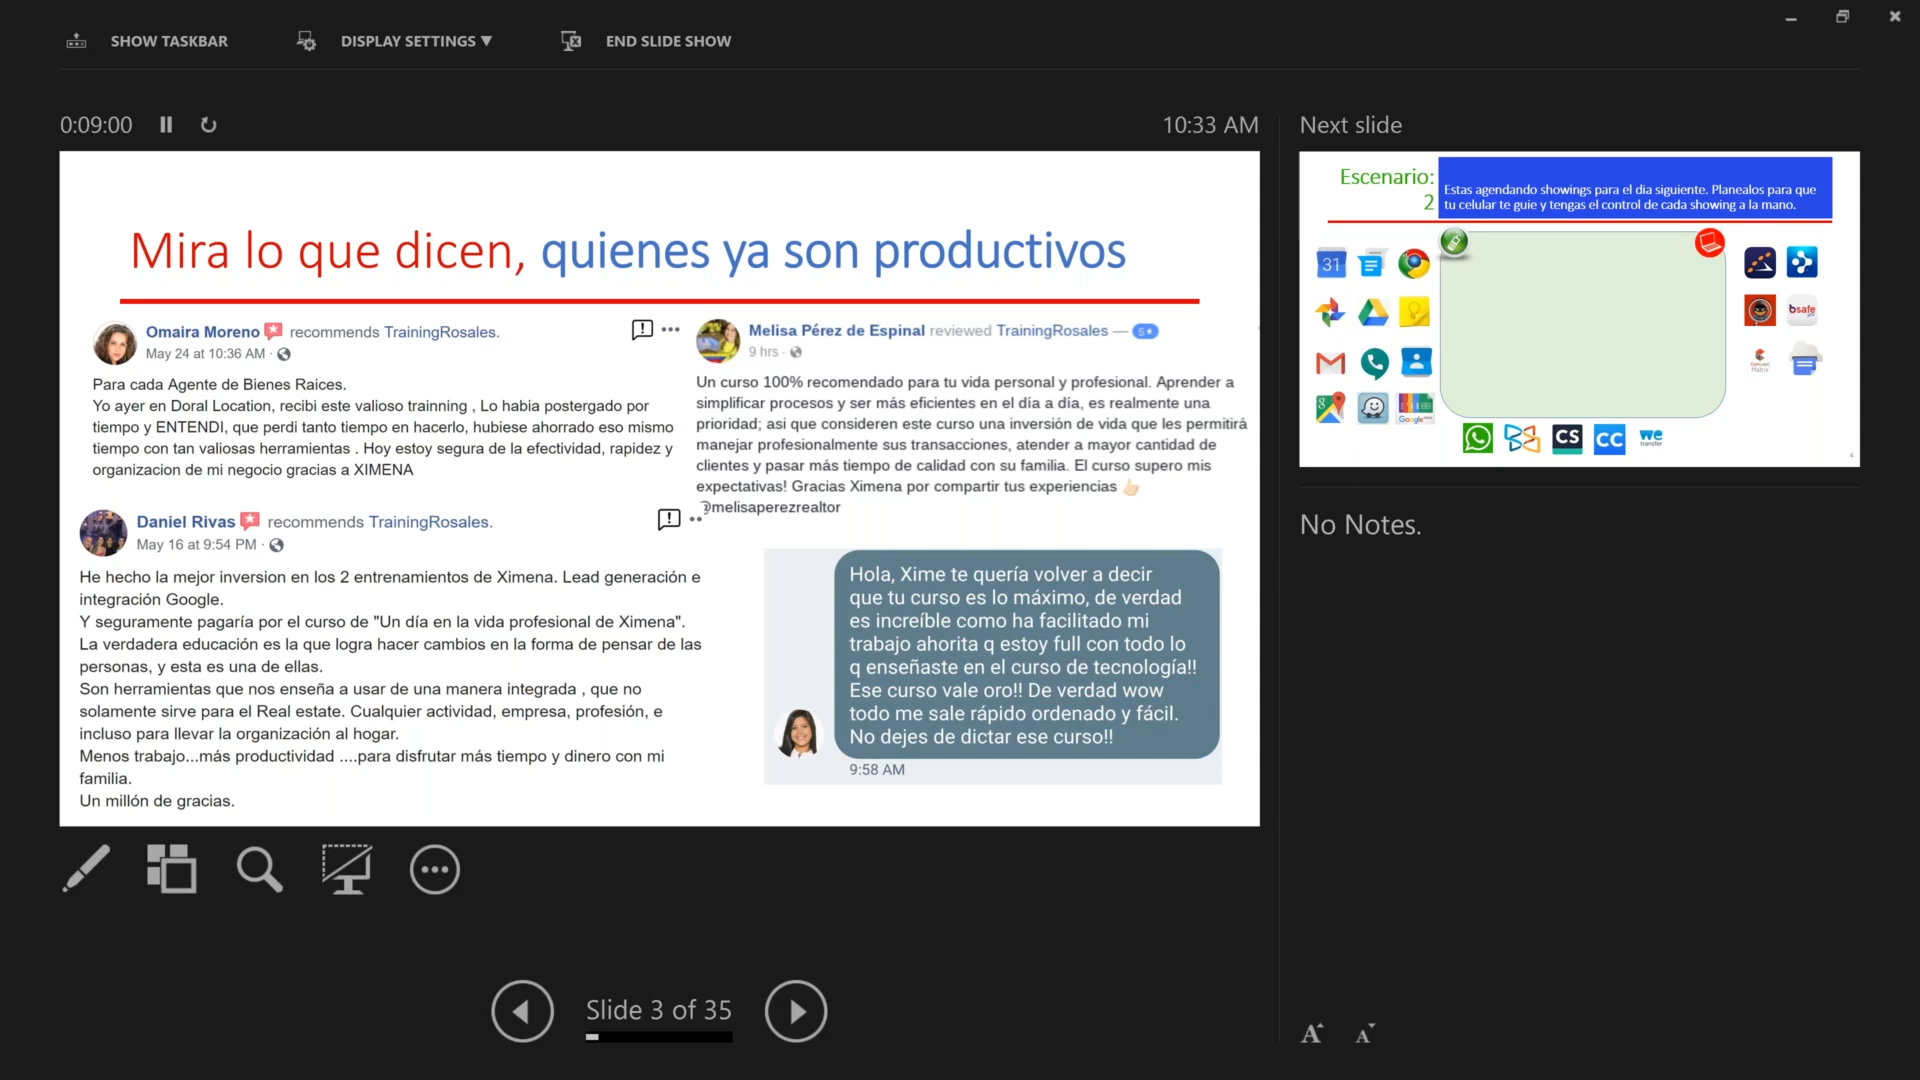 SHOW TASKBAR
DISPLAY SETTINGS ▼
END SLIDE SHOW
0:09:00
10:33 AM
Mira lo que dicen, quienes ya son productivos
Omaira Moreno recommends TrainingRosales.
May 24 at 10:36 AM ·
Para cada Agente de Bienes Raices.
Yo ayer en Doral Location, recibi este valioso trainning , Lo habia postergado por
tiempo y ENTENDI, que perdi tanto tiempo en hacerlo, hubiese ahorrado eso mismo
tiempo con tan valiosas herramientas . Hoy estoy segura de la efectividad, rapidez y
organizacion de mi negocio gracias a XIMENA
Daniel Rivas recommends TrainingRosales.
May 16 at 9:54 PM ·
He hecho la mejor inversion en los 2 entrenamientos de Ximena. Lead generación e
integración Google.
Y seguramente pagaría por el curso de "Un día en la vida profesional de Ximena".
La verdadera educación es la que logra hacer cambios en la forma de pensar de las
personas, y esta es una de ellas.
Son herramientas que nos enseña a usar de una manera integrada , que no
solamente sirve para el Real estate. Cualquier actividad, empresa, profesión, e
incluso para llevar la organización al hogar.
Menos trabajo...más productividad ....para disfrutar más tiempo y dinero con mi
familia.
Un millón de gracias.
Melisa Pérez de Espinal reviewed TrainingRosales — 5★
9 hrs ·
Un curso 100% recomendado para tu vida personal y profesional. Aprender a
simplificar procesos y ser más eficientes en el día a día, es realmente una
prioridad; asi que consideren este curso una inversión de vida que les permitirá
manejar profesionalmente sus transacciones, atender a mayor cantidad de
clientes y pasar más tiempo de calidad con su familia. El curso supero mis
expectativas! Gracias Ximena por compartir tus experiencias 👆🏻
@melisaperezrealtor
Hola, Xime te quería volver a decir
que tu curso es lo máximo, de verdad
es increíble como ha facilitado mi
trabajo ahorita q estoy full con todo lo
q enseñaste en el curso de tecnología!!
Ese curso vale oro!! De verdad wow
todo me sale rápido ordenado y fácil.
No dejes de dictar ese curso!!
9:58 AM
Slide 3 of 35
Next slide
Escenario:
2
Estas agendando showings para el dia siguiente. Planealos para que
tu celular te guie y tengas el control de cada showing a la mano.
31
bsafe
Matrix
Google
CS
CC
we
transfer
No Notes.
A A